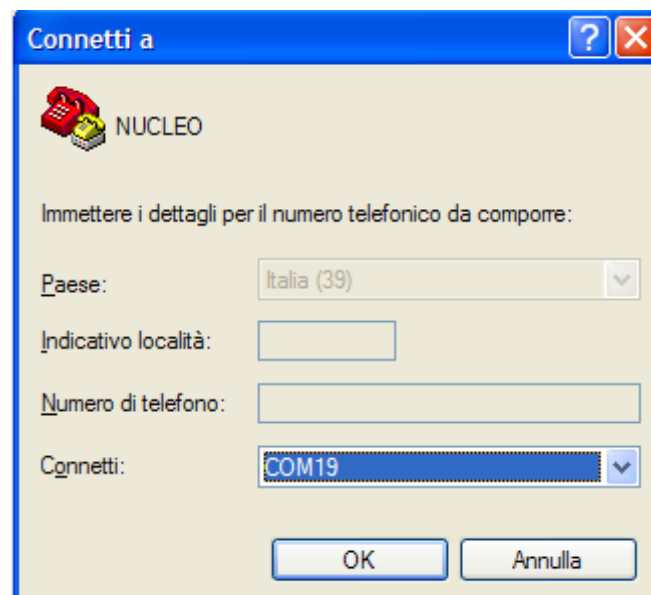 Connetti a
NUCLEO
Immettere i dettagli per il numero telefonico da comporre:
Paese: Italia (39)
Indicativo località:
Numero di telefono:
Connetti: COM19
OK Annulla